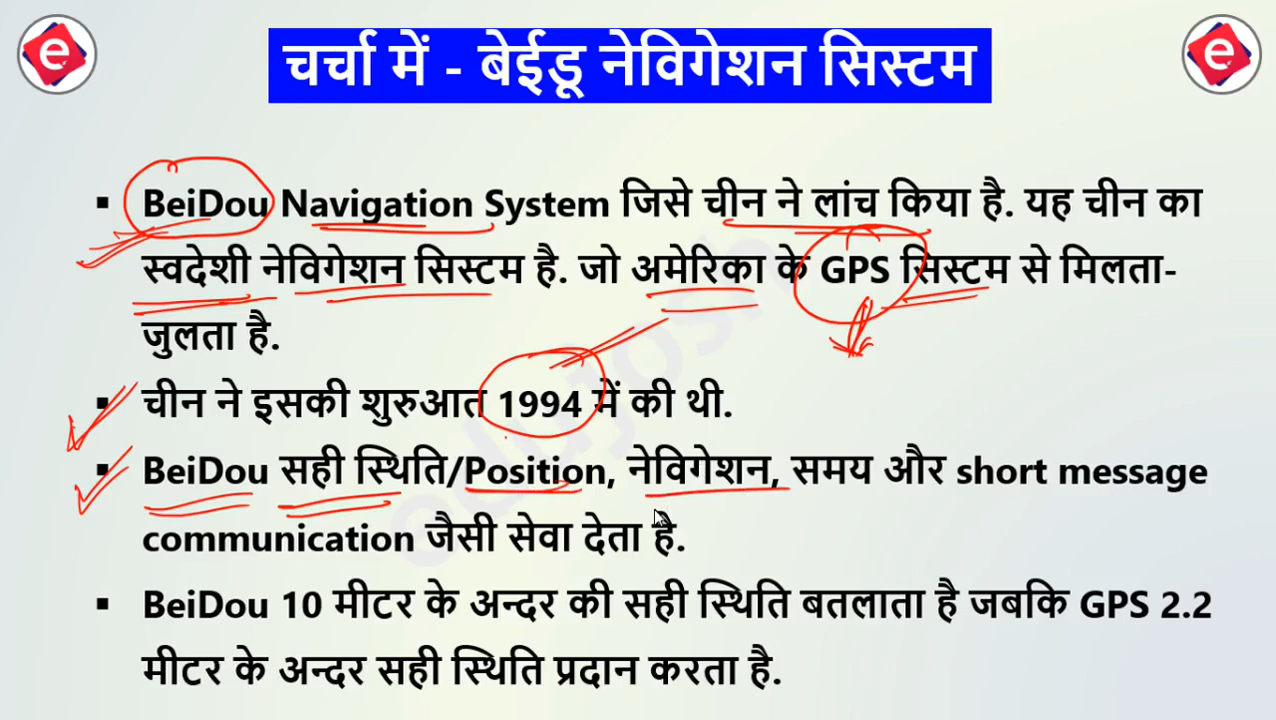 चर्चा में - बेईडू नेविगेशन सिस्टम
▪ BeiDou Navigation System जिसे चीन ने लांच किया है. यह चीन का
स्वदेशी नेविगेशन सिस्टम है. जो अमेरिका के GPS सिस्टम से मिलता-
जुलता है.
▪ चीन ने इसकी शुरुआत 1994 में की थी.
▪ BeiDou सही स्थिति/Position, नेविगेशन, समय और short message
communication जैसी सेवा देता है.
▪ BeiDou 10 मीटर के अन्दर की सही स्थिति बतलाता है जबकि GPS 2.2
मीटर के अन्दर सही स्थिति प्रदान करता है.
e
e
edujosh